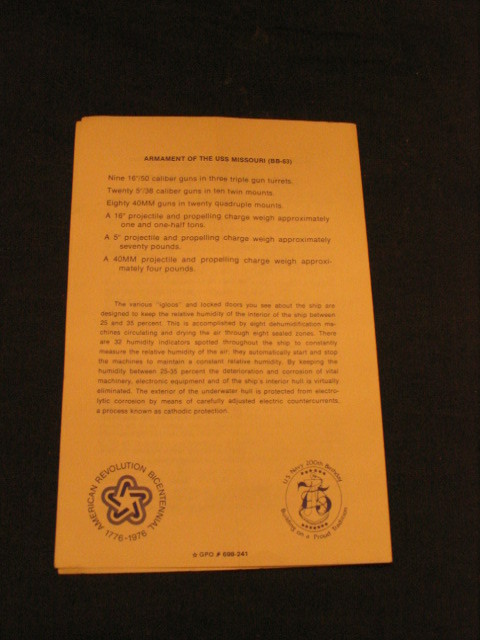 ARMAMENT OF THE USS MISSOURI (BB-63)
Nine 16"/50 caliber guns in three triple gun turrets.
Twenty 5"/38 caliber guns in ten twin mounts.
Eighty 40MM guns in twenty quadruple mounts.
A 16" projectile and propelling charge weigh approximately
one and one-half tons.
A 5" projectile and propelling charge weigh approximately
seventy pounds.
A 40MM projectile and propelling charge weigh approxi-
mately four pounds.
The various "igloos" and locked doors you see about the ship are
designed to keep the relative humidity of the interior of the ship between
25 and 35 percent. This is accomplished by eight dehumidification ma-
chines circulating and drying the air through eight sealed zones. There
are 32 humidity indicators spotted throughout the ship to constantly
measure the relative humidity of the air: they automatically start and stop
the machines to maintain a constant relative humidity. By keeping the
humidity between 25-35 percent the deterioration and corrosion of vital
machinery, electronic equipment and of the ship's interior hull is virtually
eliminated. The exterior of the underwater hull is protected from electro-
lytic corrosion by means of carefully adjusted electric countercurrents,
a process known as cathodic protection.
AMERICAN REVOLUTION BICENTENNIAL
1776-1976
U.S. Navy 200th Birthday
75
Building on a Proud Tradition
GPO # 698-241